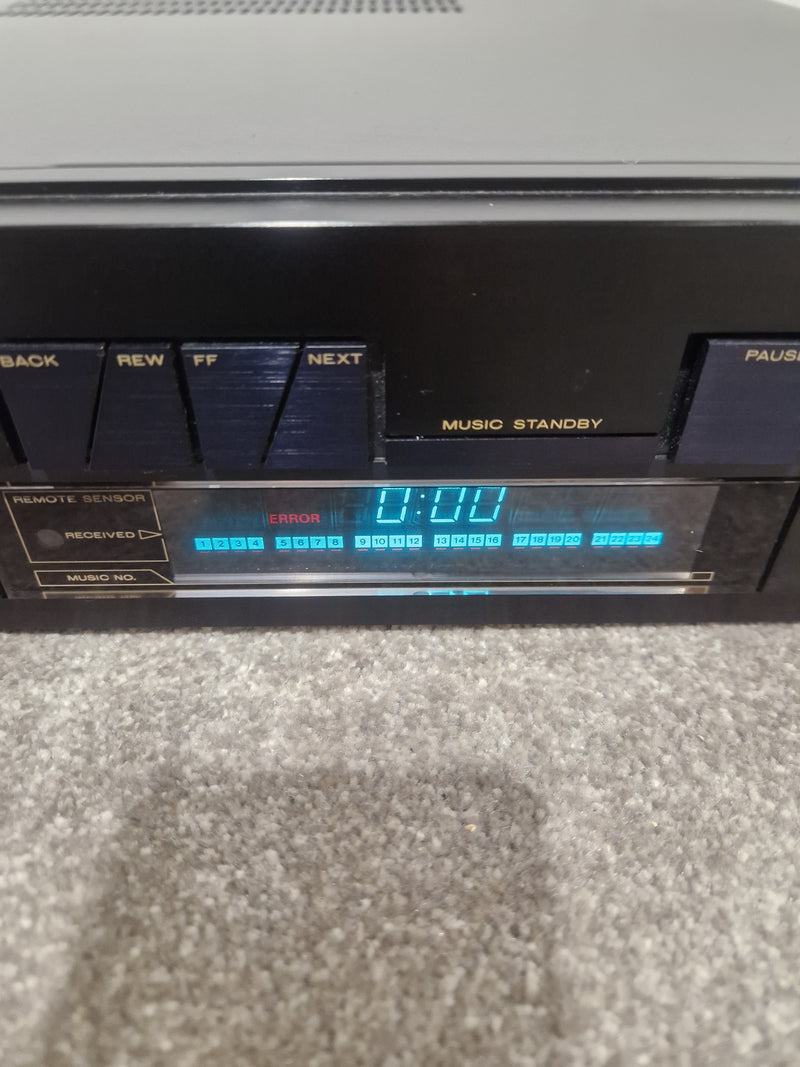 BACK REW FF NEXT
PAUSE
MUSIC STANDBY
REMOTE SENSOR
RECEIVED
ERROR 0:00
1 2 3 4 5 6 7 8 9 10 11 12 13 14 15 16 17 18 19 20 21 22 23 24
MUSIC NO.